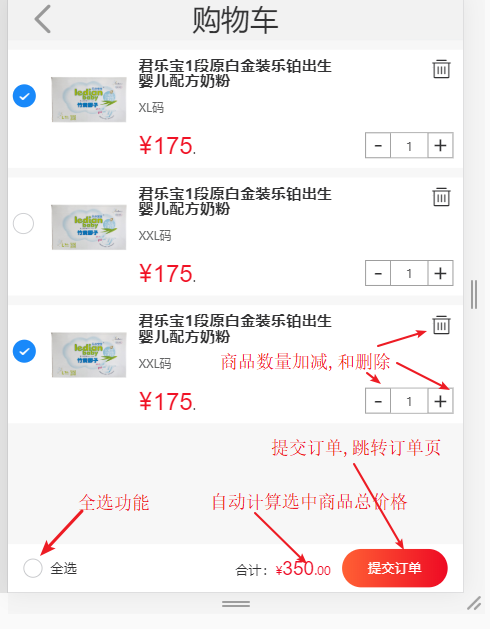 购物车
君乐宝1段原白金装乐铂出生
婴儿配方奶粉
XL码
¥175.
- 1 +
君乐宝1段原白金装乐铂出生
婴儿配方奶粉
XXL码
¥175.
- 1 +
君乐宝1段原白金装乐铂出生
婴儿配方奶粉
XXL码
商品数量加减,和删除
¥175.
- 1 +
提交订单,跳转订单页
全选功能
自动计算选中商品总价格
全选
合计：¥350.00
提交订单